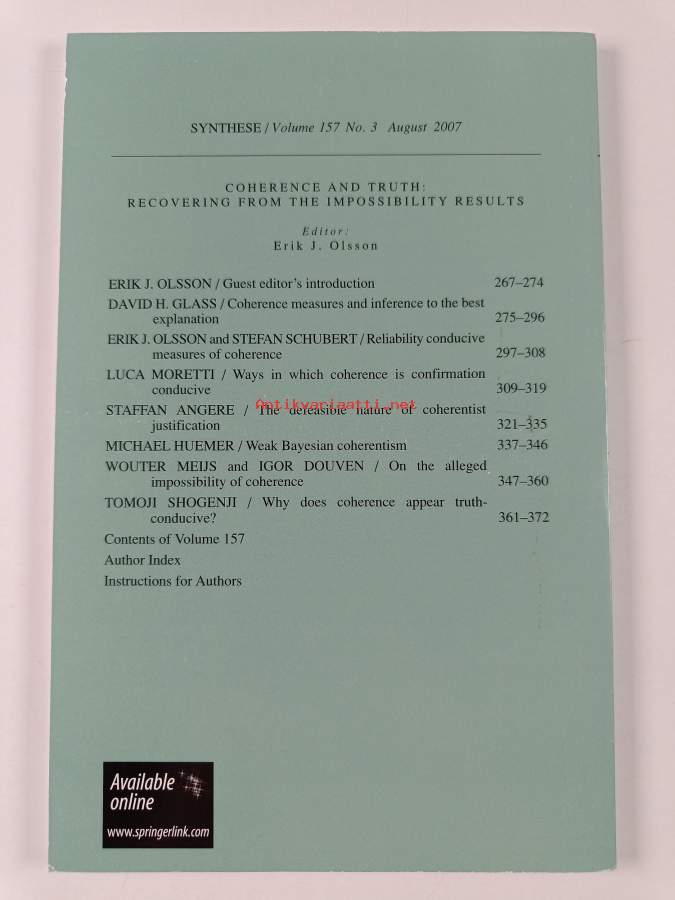 SYNTHESE / Volume 157 No. 3 August 2007
COHERENCE AND TRUTH:
RECOVERING FROM THE IMPOSSIBILITY RESULTS
Editor:
Erik J. Olsson
ERIK J. OLSSON / Guest editor's introduction 267–274
DAVID H. GLASS / Coherence measures and inference to the best
explanation 275–296
ERIK J. OLSSON and STEFAN SCHUBERT / Reliability conducive
measures of coherence 297–308
LUCA MORETTI / Ways in which coherence is confirmation
conducive 309–319
STAFFAN ANGERE / The defeasible nature of coherentist
Antikvariaatti.net
justification 321–335
MICHAEL HUEMER / Weak Bayesian coherentism 337–346
WOUTER MEIJS and IGOR DOUVEN / On the alleged
impossibility of coherence 347–360
TOMOJI SHOGENJI / Why does coherence appear truth-
conducive? 361–372
Contents of Volume 157
Author Index
Instructions for Authors
Available
online
www.springerlink.com